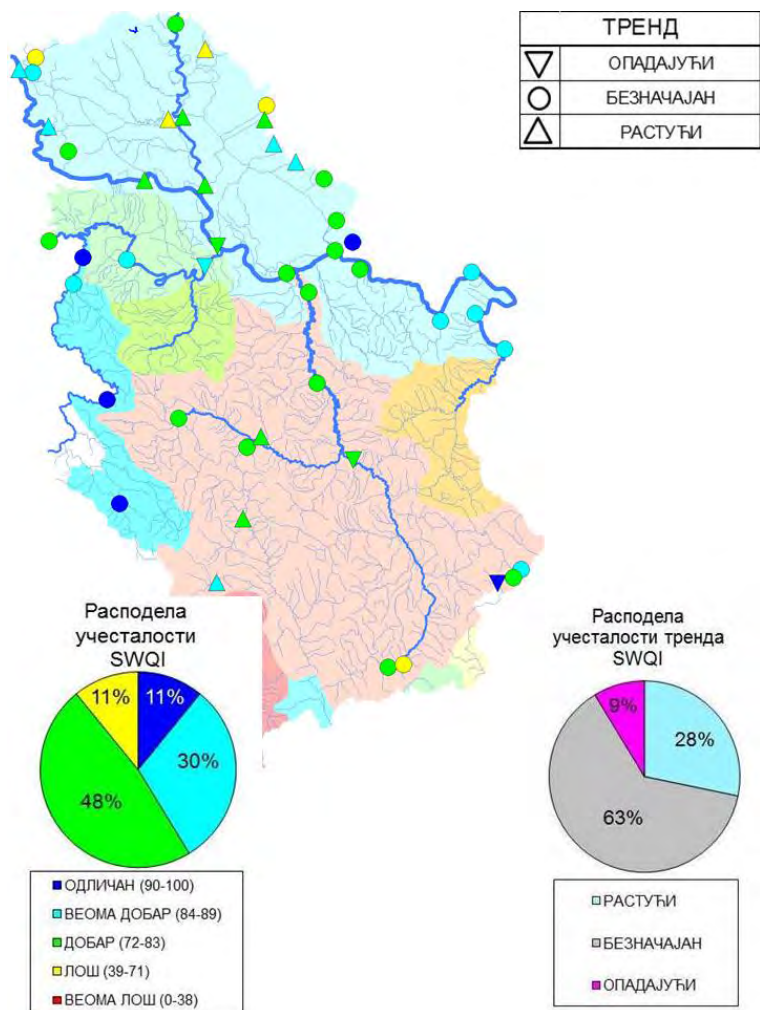 ТРЕНД
ОПАДАЈУЋИ
БЕЗНАЧАЈАН
РАСТУЋИ
Расподела
учесталости
SWQI
11%
11%
30%
48%
ОДЛИЧАН (90-100)
ВЕОМА ДОБАР (84-89)
ДОБАР (72-83)
ЛОШ (39-71)
ВЕОМА ЛОШ (0-38)
Расподела
учесталости тренда
SWQI
9%
28%
63%
РАСТУЋИ
БЕЗНАЧАЈАН
ОПАДАЈУЋИ